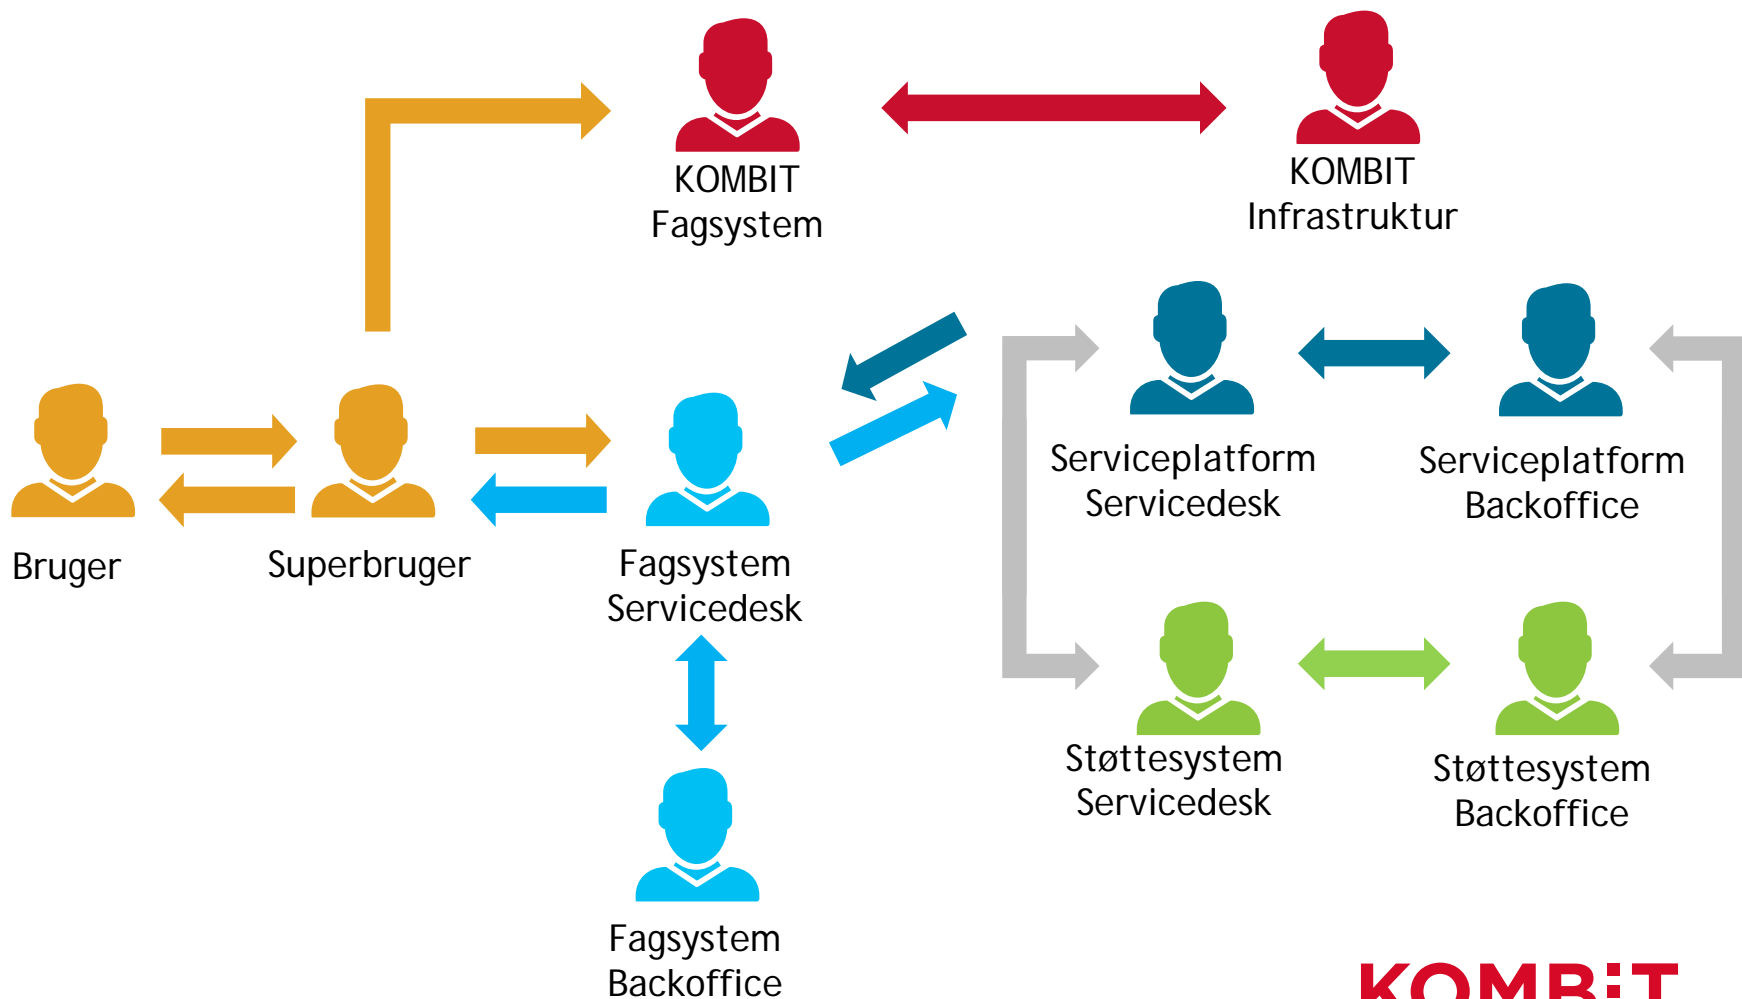 KOMBIT
Fagsystem
KOMBIT
Infrastruktur
Serviceplatform
Servicedesk
Serviceplatform
Backoffice
Bruger
Superbruger
Fagsystem
Servicedesk
Støttesystem
Servicedesk
Støttesystem
Backoffice
Fagsystem
Backoffice
KOMBIT